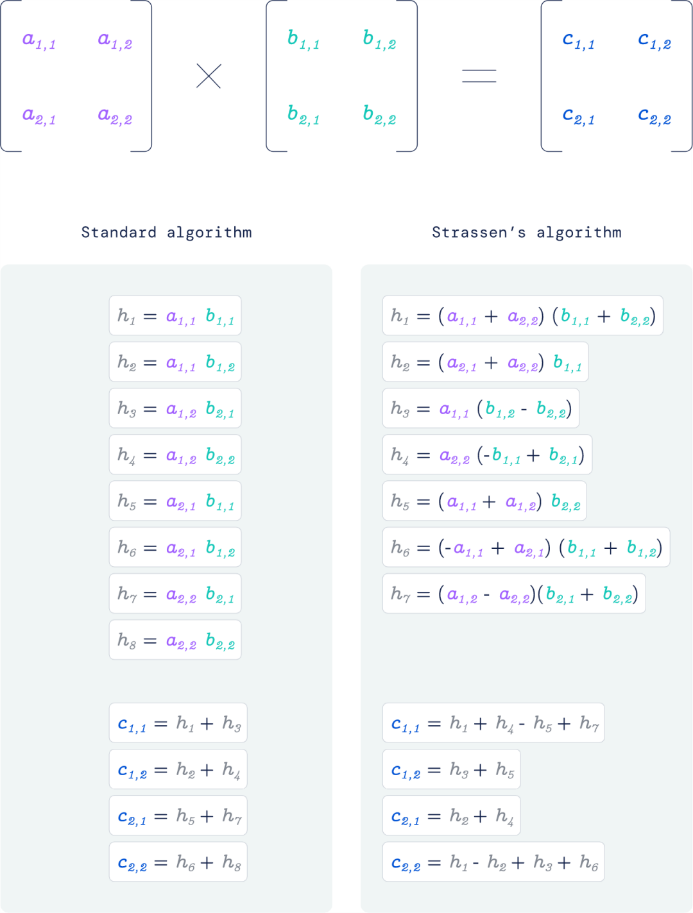 a1,1 a1,2 b1,1 b1,2 c1,1 c1,2
× =
a2,1 a2,2 b2,1 b2,2 c2,1 c2,2
Standard algorithm
h1 = a1,1 b1,1
h2 = a1,1 b1,2
h3 = a1,2 b2,1
h4 = a1,2 b2,2
h5 = a2,1 b1,1
h6 = a2,1 b1,2
h7 = a2,2 b2,1
h8 = a2,2 b2,2
c1,1 = h1 + h3
c1,2 = h2 + h4
c2,1 = h5 + h7
c2,2 = h6 + h8
Strassen's algorithm
h1 = (a1,1 + a2,2) (b1,1 + b2,2)
h2 = (a2,1 + a2,2) b1,1
h3 = a1,1 (b1,2 - b2,2)
h4 = a2,2 (-b1,1 + b2,1)
h5 = (a1,1 + a1,2) b2,2
h6 = (-a1,1 + a2,1) (b1,1 + b1,2)
h7 = (a1,2 - a2,2)(b2,1 + b2,2)
c1,1 = h1 + h4 - h5 + h7
c1,2 = h3 + h5
c2,1 = h2 + h4
c2,2 = h1 - h2 + h3 + h6